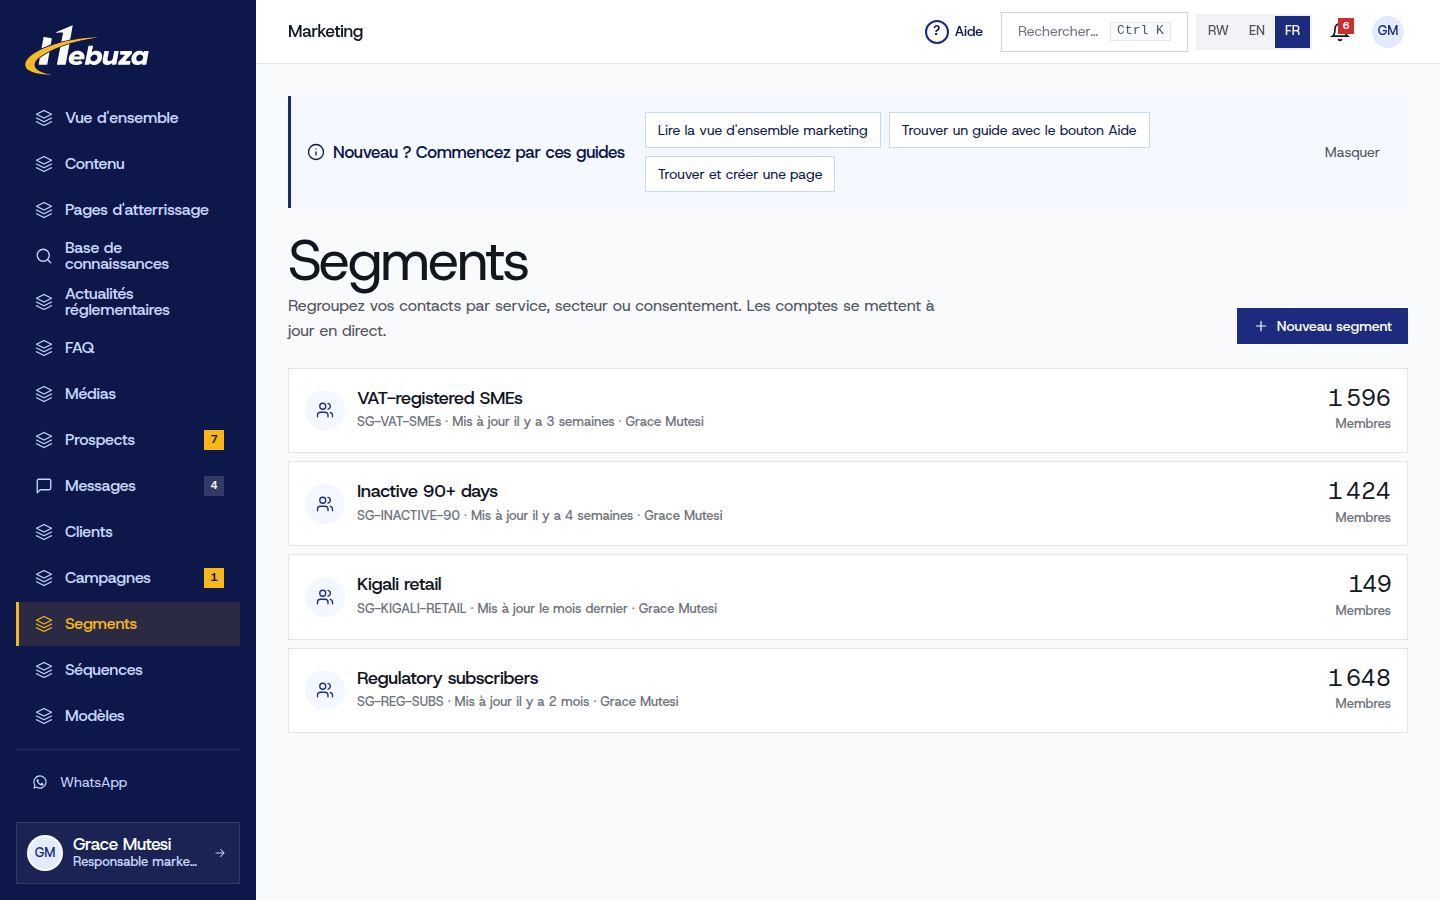 Hebuza
Vue d'ensemble
Contenu
Pages d'atterrissage
Base de
connaissances
Actualités
réglementaires
FAQ
Médias
Prospects 7
Messages 4
Clients
Campagnes 1
Segments
Séquences
Modèles
WhatsApp
GM Grace Mutesi
Responsable marke...
Marketing
? Aide
Rechercher... Ctrl K
RW EN FR
6
GM
Nouveau ? Commencez par ces guides
Lire la vue d'ensemble marketing
Trouver un guide avec le bouton Aide
Trouver et créer une page
Masquer
Segments
Regroupez vos contacts par service, secteur ou consentement. Les comptes se mettent à
jour en direct.
Nouveau segment
VAT-registered SMEs
SG-VAT-SMEs · Mis à jour il y a 3 semaines · Grace Mutesi
1 596
Membres
Inactive 90+ days
SG-INACTIVE-90 · Mis à jour il y a 4 semaines · Grace Mutesi
1 424
Membres
Kigali retail
SG-KIGALI-RETAIL · Mis à jour le mois dernier · Grace Mutesi
149
Membres
Regulatory subscribers
SG-REG-SUBS · Mis à jour il y a 2 mois · Grace Mutesi
1 648
Membres